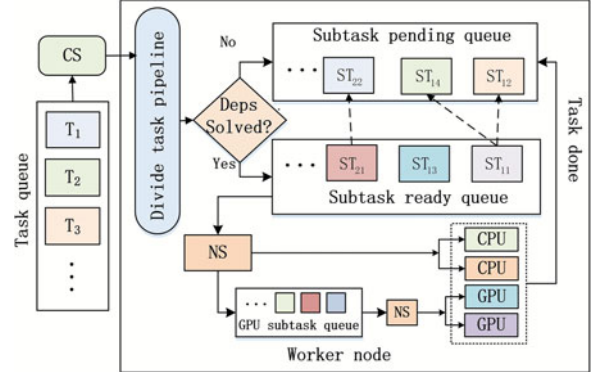 CS
Task queue
T1
T2
T3
Divide task pipeline
No
Deps
Solved?
Yes
Subtask pending queue
ST22
ST14
ST12
ST21
ST13
ST11
Subtask ready queue
Task done
NS
CPU
CPU
GPU
GPU
NS
GPU subtask queue
Worker node